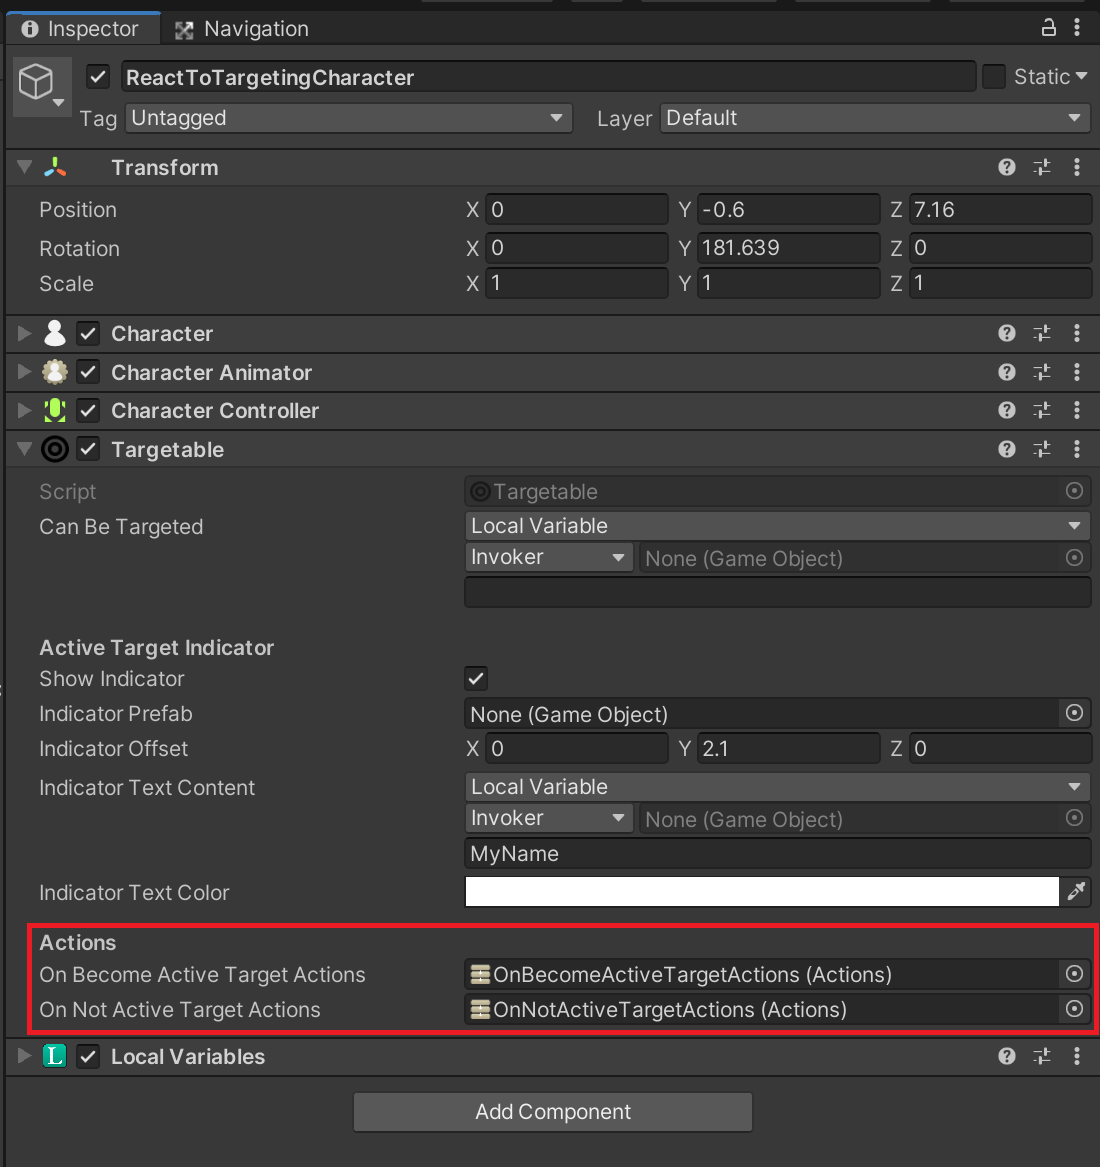 Inspector Navigation
ReactToTargetingCharacter Static
Tag Untagged Layer Default
Transform
Position X 0 Y -0.6 Z 7.16
Rotation X 0 Y 181.639 Z 0
Scale X 1 Y 1 Z 1
Character
Character Animator
Character Controller
Targetable
Script Targetable
Can Be Targeted Local Variable
Invoker None (Game Object)
Active Target Indicator
Show Indicator
Indicator Prefab None (Game Object)
Indicator Offset X 0 Y 2.1 Z 0
Indicator Text Content Local Variable
Invoker None (Game Object)
MyName
Indicator Text Color
Actions
On Become Active Target Actions OnBecomeActiveTargetActions (Actions)
On Not Active Target Actions OnNotActiveTargetActions (Actions)
L Local Variables
Add Component